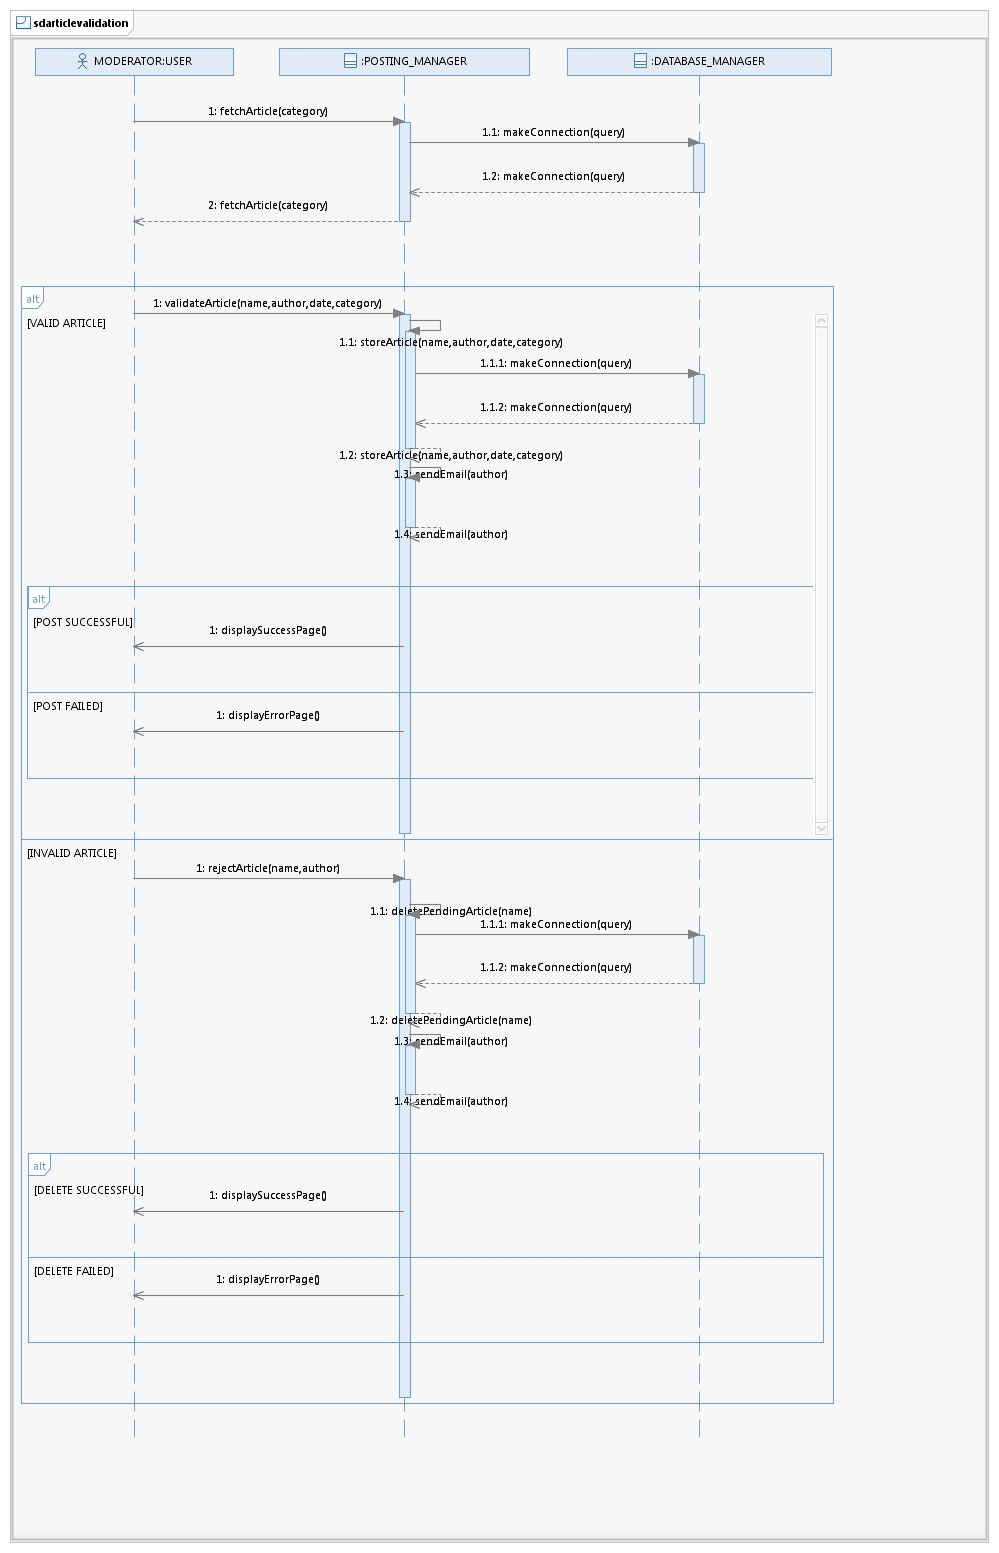 sdarticlevalidation
MODERATOR:USER
:POSTING_MANAGER
:DATABASE_MANAGER
1: fetchArticle(category)
1.1: makeConnection(query)
1.2: makeConnection(query)
2: fetchArticle(category)
alt
1: validateArticle(name,author,date,category)
[VALID ARTICLE]
1.1: storeArticle(name,author,date,category)
1.1.1: makeConnection(query)
1.1.2: makeConnection(query)
1.2: storeArticle(name,author,date,category)
1.3: sendEmail(author)
1.4: sendEmail(author)
alt
[POST SUCCESSFUL]
1: displaySuccessPage()
[POST FAILED]
1: displayErrorPage()
[INVALID ARTICLE]
1: rejectArticle(name,author)
1.1: deletePendingArticle(name)
1.1.1: makeConnection(query)
1.1.2: makeConnection(query)
1.2: deletePendingArticle(name)
1.3: sendEmail(author)
1.4: sendEmail(author)
alt
[DELETE SUCCESSFUL]
1: displaySuccessPage()
[DELETE FAILED]
1: displayErrorPage()